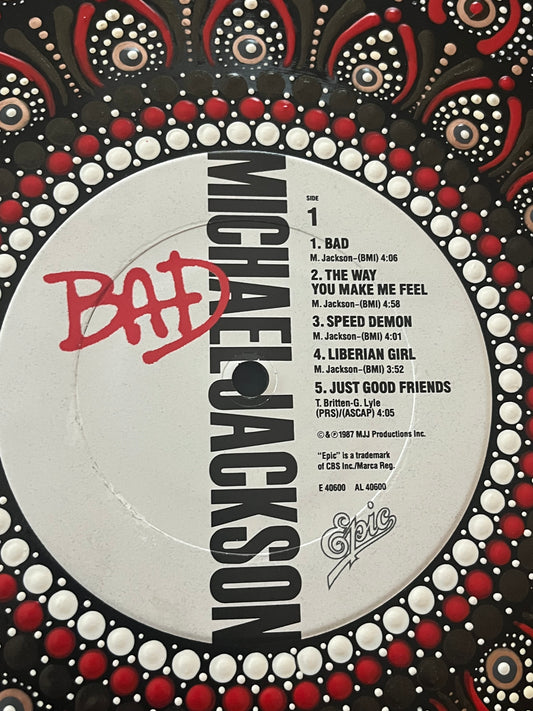 BAD
MICHAEL JACKSON
SIDE
1
1. BAD
M. Jackson-(BMI) 4:06
2. THE WAY
YOU MAKE ME FEEL
M. Jackson-(BMI) 4:58
3. SPEED DEMON
M. Jackson-(BMI) 4:01
4. LIBERIAN GIRL
M. Jackson-(BMI) 3:52
5. JUST GOOD FRIENDS
T. Britten-G. Lyle
(PRS)/(ASCAP) 4:05
©&℗1987 MJJ Productions Inc.
"Epic" is a trademark
of CBS Inc./Marca Reg.
E 40600 AL 40600
Epic